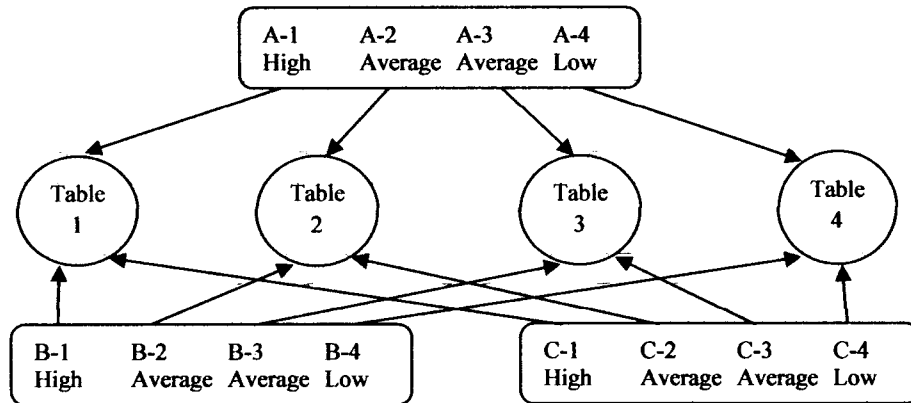 A-1 A-2 A-3 A-4
High Average Average Low
Table Table Table Table
1 2 3 4
B-1 B-2 B-3 B-4 C-1 C-2 C-3 C-4
High Average Average Low High Average Average Low